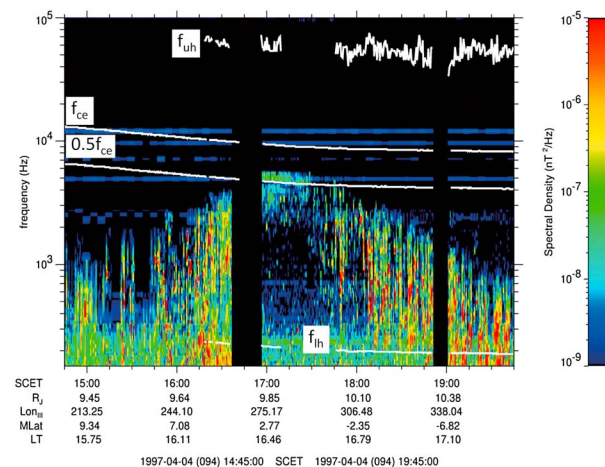 10^5
f_uh
f_ce
10^4
0.5f_ce
frequency (Hz)
10^3
f_lh
10^-5
10^-6
10^-7
10^-8
10^-9
Spectral Density (nT^2/Hz)
SCET 15:00 16:00 17:00 18:00 19:00
R_J 9.45 9.64 9.85 10.10 10.38
Lon_III 213.25 244.10 275.17 306.48 338.04
MLat 9.34 7.08 2.77 -2.35 -6.82
LT 15.75 16.11 16.46 16.79 17.10
1997-04-04 (094) 14:45:00 SCET 1997-04-04 (094) 19:45:00